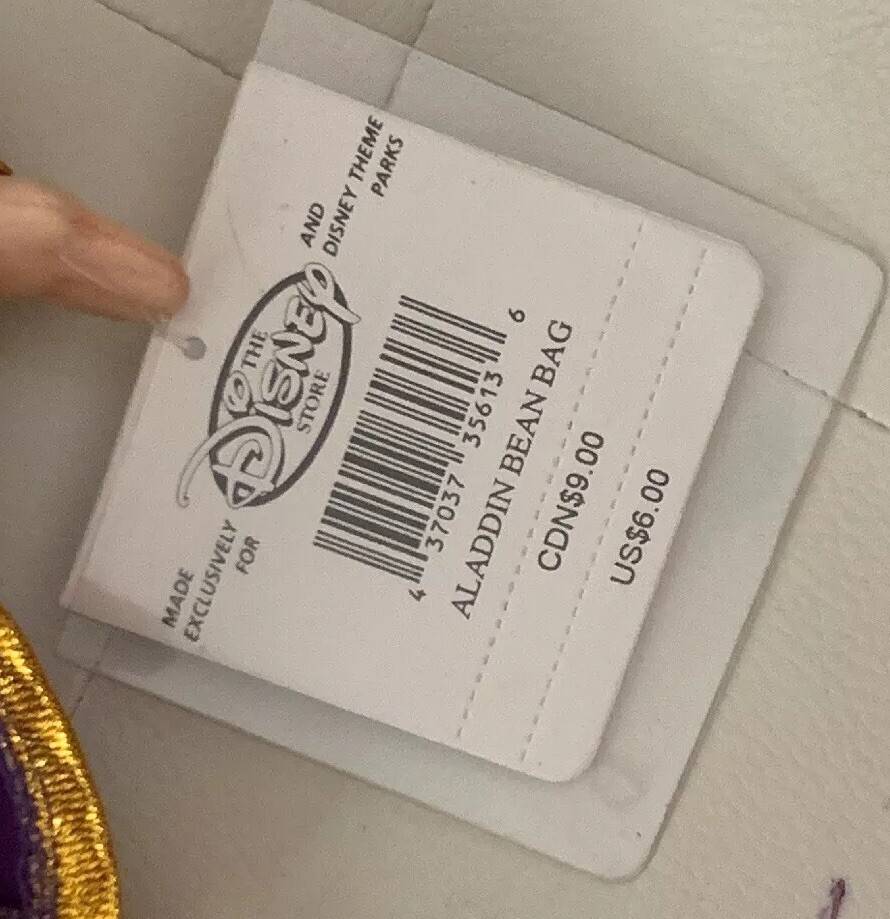 MADE
EXCLUSIVELY
FOR
THE
DISNEY
STORE
AND
DISNEY THEME
PARKS
4 37037 35613 6
ALADDIN BEAN BAG
CDN$9.00
US$6.00